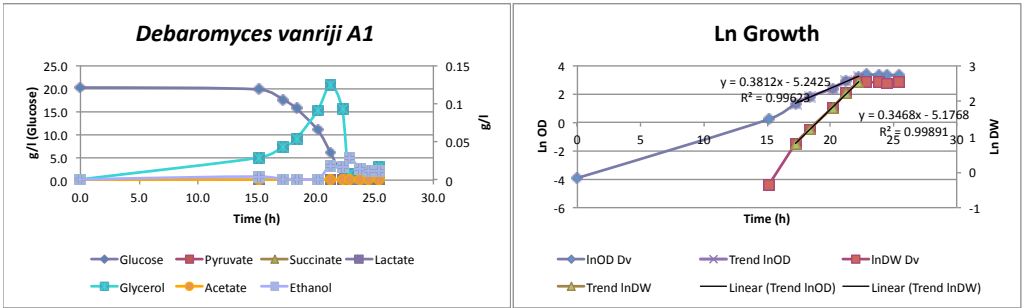 Debaromyces vanriji A1
25.0
20.0
15.0
10.0
5.0
0.0
g/l (Glucose)
0.15
0.1
0.05
0
g/l
0.0 5.0 10.0 15.0 20.0 25.0 30.0
Time (h)
Glucose Pyruvate Succinate Lactate
Glycerol Acetate Ethanol
Ln Growth
4
2
0
-2
-4
-6
Ln OD
3
2
1
0
-1
Ln DW
y = 0.3812x - 5.2425
R² = 0.99623
y = 0.3468x - 5.1768
R² = 0.99891
0 5 10 15 20 25 30
Time (h)
lnOD Dv Trend lnOD lnDW Dv
Trend lnDW Linear (Trend lnOD) Linear (Trend lnDW)